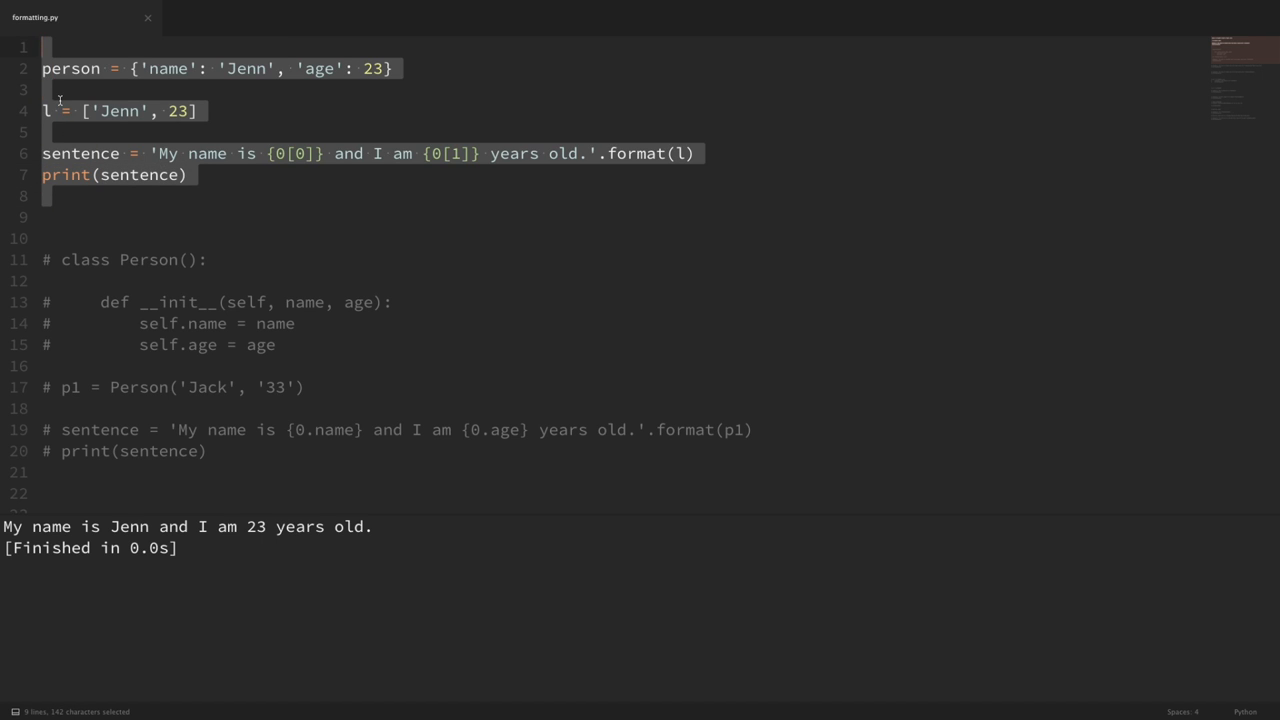 formatting.py ×
1
2 person = {'name': 'Jenn', 'age': 23}
3
4 l = ['Jenn', 23]
5
6 sentence = 'My name is {0[0]} and I am {0[1]} years old.'.format(l)
7 print(sentence)
8
9
10
11 # class Person():
12
13 #     def __init__(self, name, age):
14 #         self.name = name
15 #         self.age = age
16
17 # p1 = Person('Jack', '33')
18
19 # sentence = 'My name is {0.name} and I am {0.age} years old.'.format(p1)
20 # print(sentence)
21
22
My name is Jenn and I am 23 years old.
[Finished in 0.0s]
9 lines, 142 characters selected Spaces: 4 Python